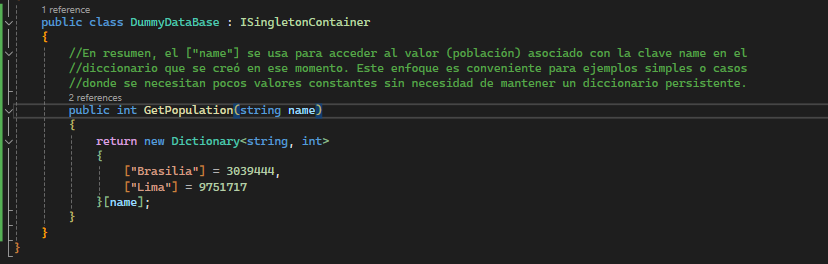 1 reference
public class DummyDataBase : ISingletonContainer
{
//En resumen, el ["name"] se usa para acceder al valor (población) asociado con la clave name en el
//diccionario que se creó en ese momento. Este enfoque es conveniente para ejemplos simples o casos
//donde se necesitan pocos valores constantes sin necesidad de mantener un diccionario persistente.
2 references
public int GetPopulation(string name)
{
return new Dictionary<string, int>
{
["Brasilia"] = 3039444,
["Lima"] = 9751717
}[name];
}
}
}